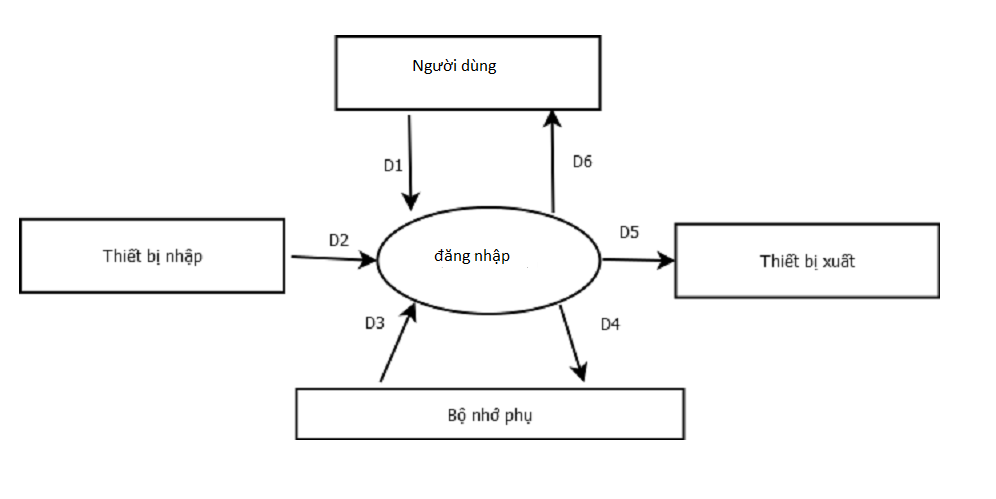 Người dùng
D1
D6
D2
D5
Thiết bị nhập
đăng nhập
Thiết bị xuất
D3
D4
Bộ nhớ phụ